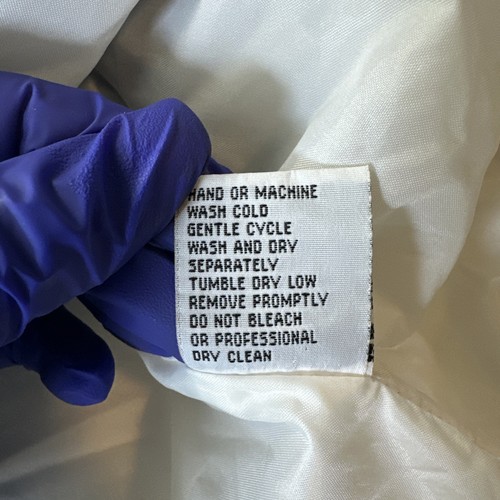 HAND OR MACHINE
WASH COLD
GENTLE CYCLE
WASH AND DRY
SEPARATELY
TUMBLE DRY LOW
REMOVE PROMPTLY
DO NOT BLEACH
OR PROFESSIONAL
DRY CLEAN